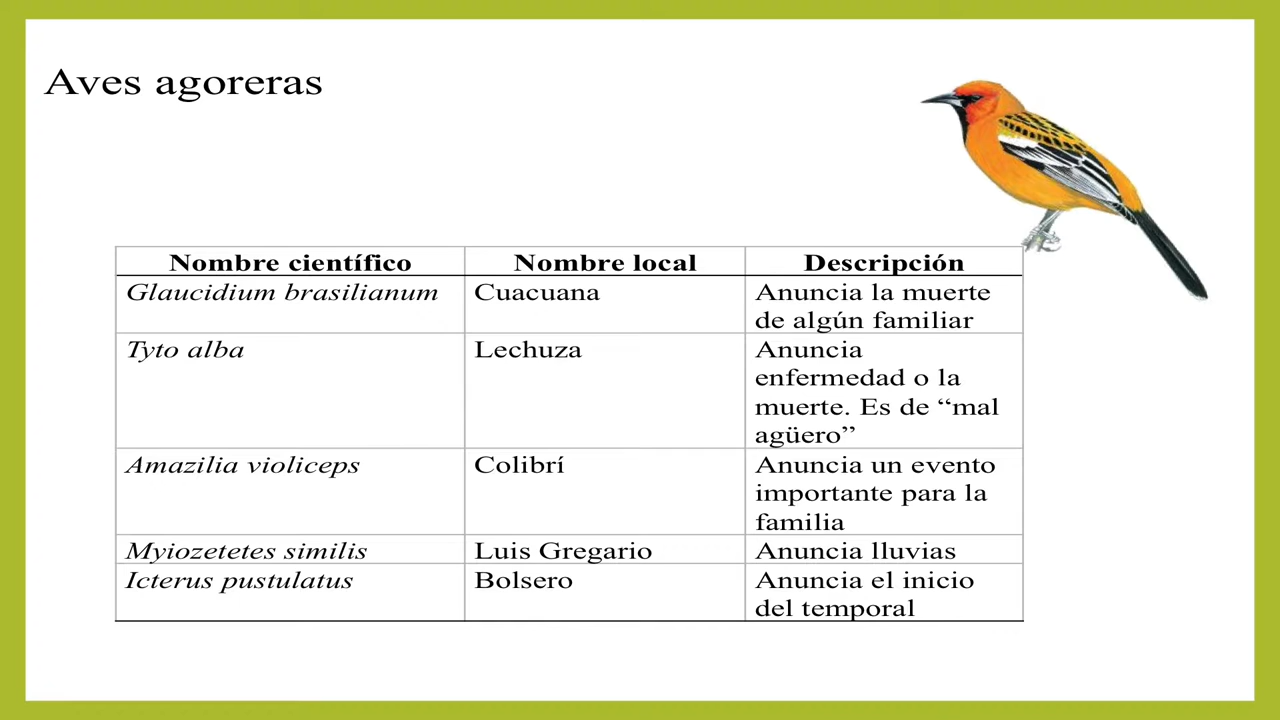 Aves agoreras
Nombre científico Nombre local Descripción
Glaucidium brasilianum Cuacuana Anuncia la muerte
de algún familiar
Tyto alba Lechuza Anuncia
enfermedad o la
muerte. Es de “mal
agüero”
Amazilia violiceps Colibrí Anuncia un evento
importante para la
familia
Myiozetetes similis Luis Gregario Anuncia lluvias
Icterus pustulatus Bolsero Anuncia el inicio
del temporal